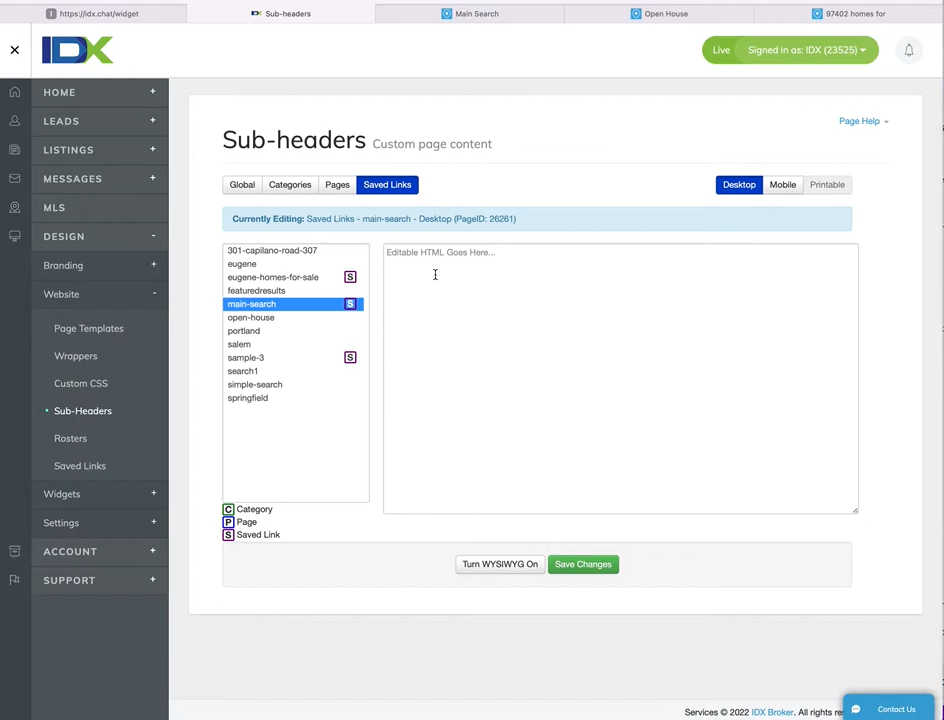 https://idx.chat/widget
Sub-headers
Main Search
Open House
97402 homes for
IDX
Live
Signed in as: IDX (23525)
HOME +
LEADS +
LISTINGS +
MESSAGES +
MLS
DESIGN -
Branding +
Website -
Page Templates
Wrappers
Custom CSS
Sub-Headers
Rosters
Saved Links
Widgets +
Settings +
ACCOUNT +
SUPPORT +
Page Help
Sub-headers Custom page content
Global Categories Pages Saved Links
Desktop Mobile Printable
Currently Editing: Saved Links - main-search - Desktop (PageID: 26261)
301-capilano-road-307
eugene
eugene-homes-for-sale S
featuredresults
main-search S
open-house
portland
salem
sample-3 S
search1
simple-search
springfield
Editable HTML Goes Here...
C Category
P Page
S Saved Link
Turn WYSIWYG On Save Changes
Services © 2022 IDX Broker. All rights re
Contact Us